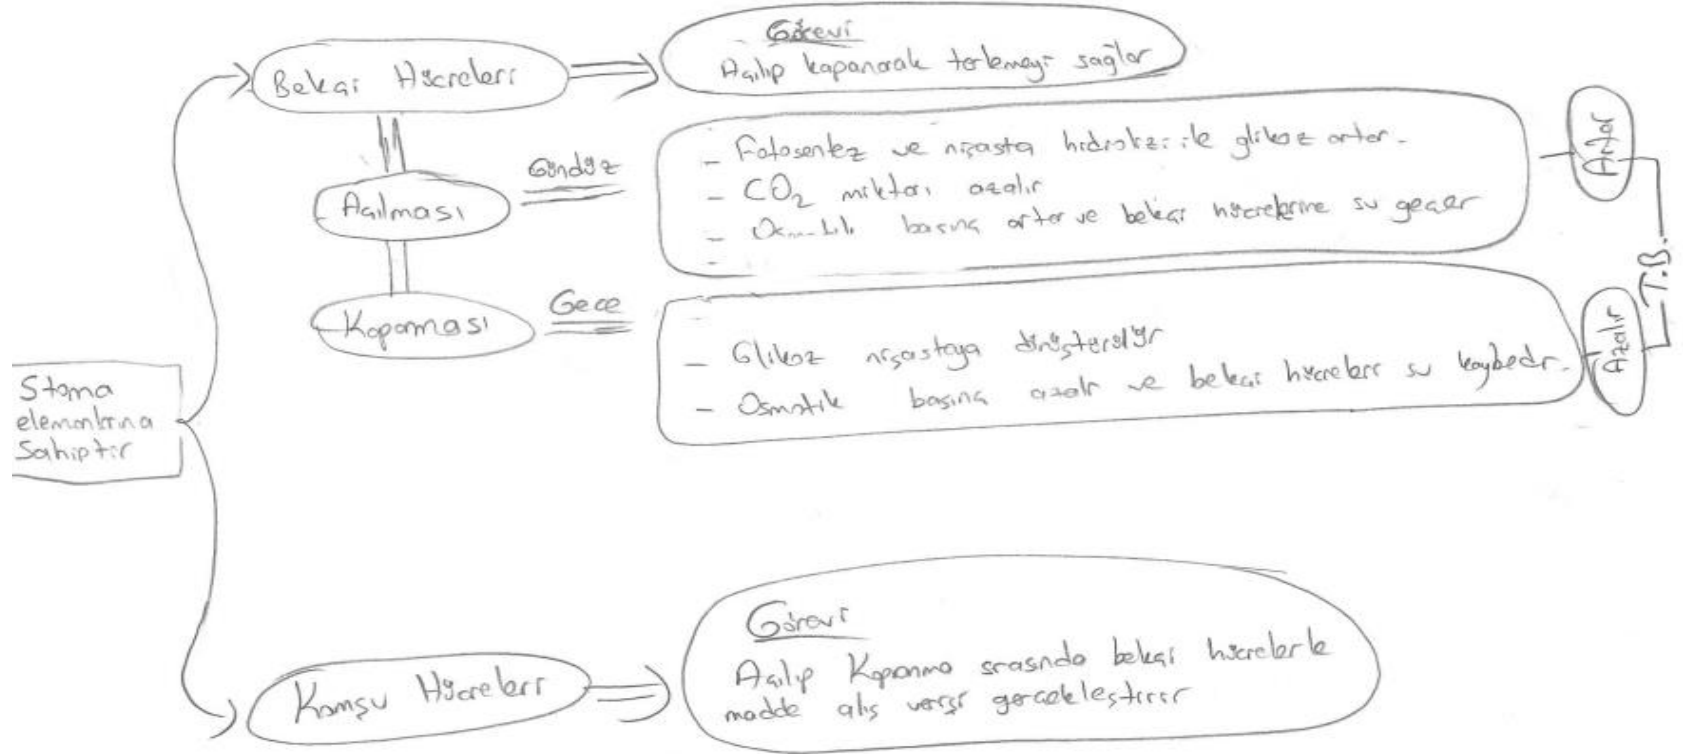 Görevi
Açılıp kapanarak terlemeyi sağlar
Bekçi Hücreleri
Gündüz
- Fotosentez ve nişasta hidrolizi ile glikoz artar.
- CO2 miktarı azalır
- basıncı artar ve bekçi hücrelerine su geçer
-
Artar
Açılması
T.B.
Gece
Kapanması
- Glikoz nişastaya dönüştürülür
- Osmotik basınç azalır ve bekçi hücreleri su kaybeder.
Azalır
Stoma
elemanlarına
Sahiptir
Görevi
Açılıp Kapanma sırasında bekçi hücrelerle
madde alış verişi gerçekleştirir
Komşu Hücreleri